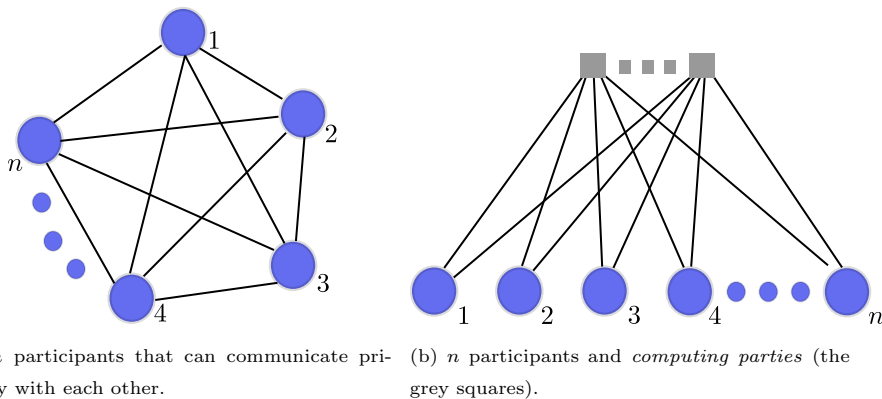 1
2
n
3
4
1
2
3
4
n
participants that can communicate pri-
with each other.
(b) n participants and computing parties (the
grey squares).